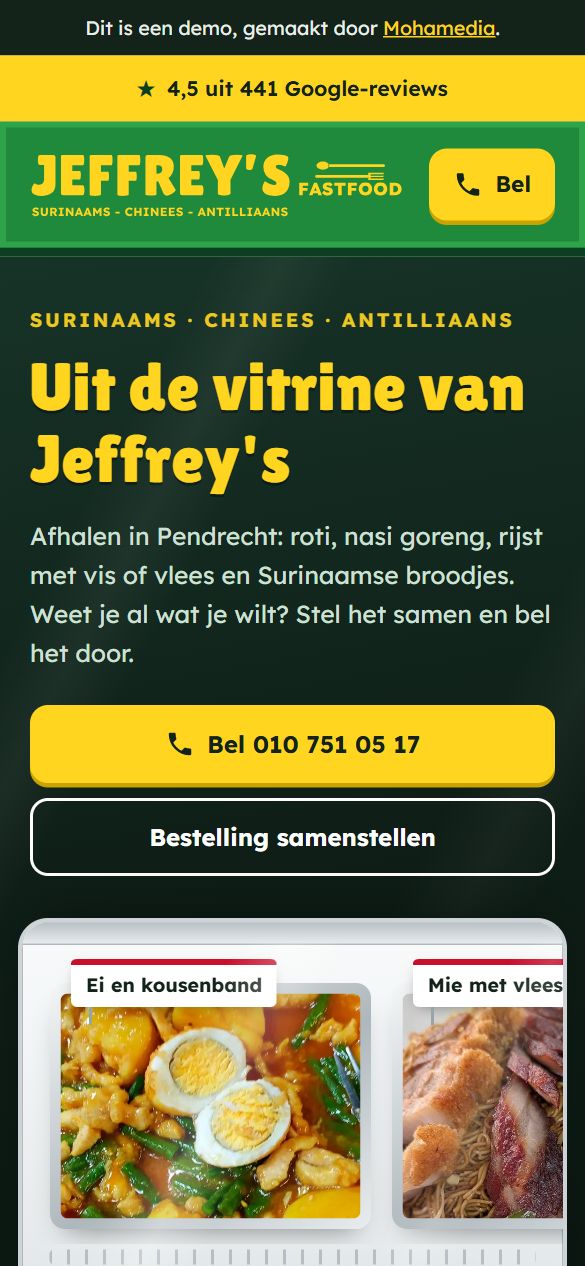 Dit is een demo, gemaakt door Mohamedia.
★ 4,5 uit 441 Google-reviews
JEFFREY'S FASTFOOD
SURINAAMS - CHINEES - ANTILLIAANS
Bel
SURINAAMS · CHINEES · ANTILLIAANS
Uit de vitrine van
Jeffrey's
Afhalen in Pendrecht: roti, nasi goreng, rijst
met vis of vlees en Surinaamse broodjes.
Weet je al wat je wilt? Stel het samen en bel
het door.
Bel 010 751 05 17
Bestelling samenstellen
Ei en kousenband
Mie met vlees